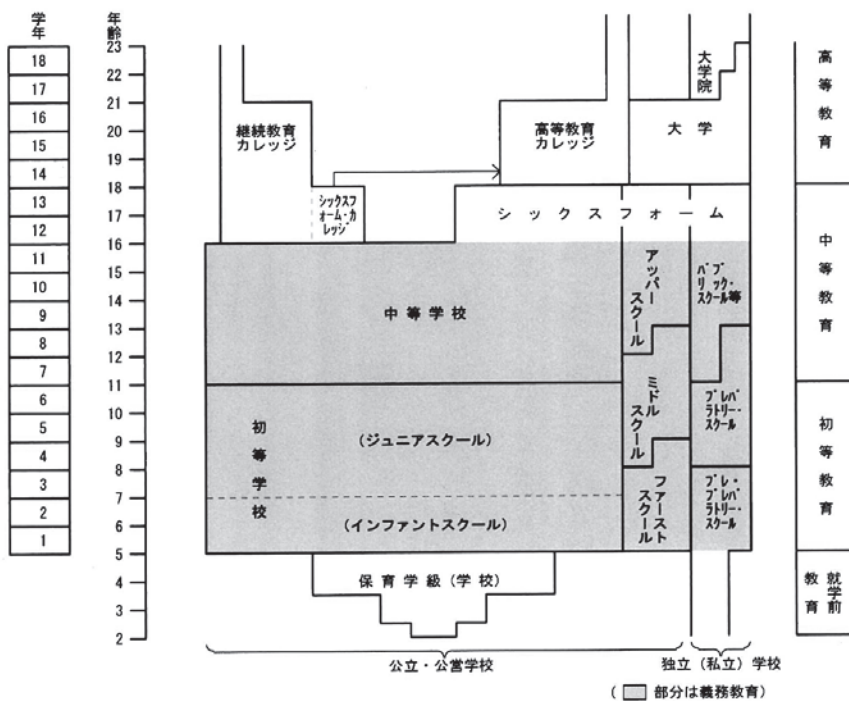 学年
年齢
18
17
16
15
14
13
12
11
10
9
8
7
6
5
4
3
2
1
23
22
21
20
19
18
17
16
15
14
13
12
11
10
9
8
7
6
5
4
3
2
継続教育
カレッジ
シックスフ
ォーム・カ
レッジ
高等教育
カレッジ
大学院
大学
シックスフォーム
中等学校
アッパー
スクール
パブ
リック・
スクール等
初等学校
(ジュニアスクール)
(インファントスクール)
ミドル
スクール
ファースト
スクール
プレパ
ラトリー・
スクール
プレ・
プレパ
ラトリー・
スクール
保育学級(学校)
高等教育
中等教育
初等教育
就学前
教育
公立・公営学校
独立(私立)学校
( 部分は義務教育)